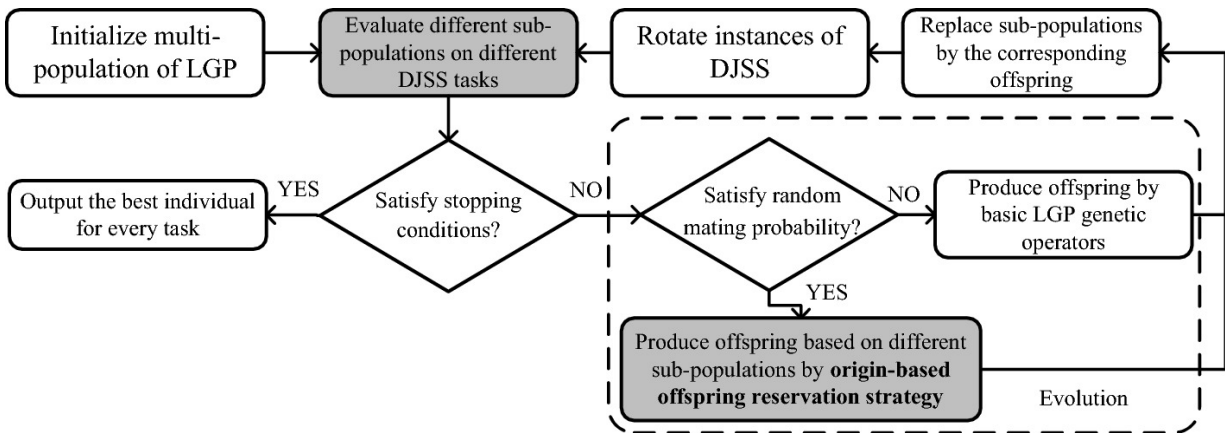 Initialize multi-
population of LGP
Evaluate different sub-
populations on different
DJSS tasks
Rotate instances of
DJSS
Replace sub-populations
by the corresponding
offspring
Output the best individual
for every task
YES
Satisfy stopping
conditions?
NO
Satisfy random
mating probability?
NO
Produce offspring by
basic LGP genetic
operators
YES
Produce offspring based on different
sub-populations by origin-based
offspring reservation strategy
Evolution